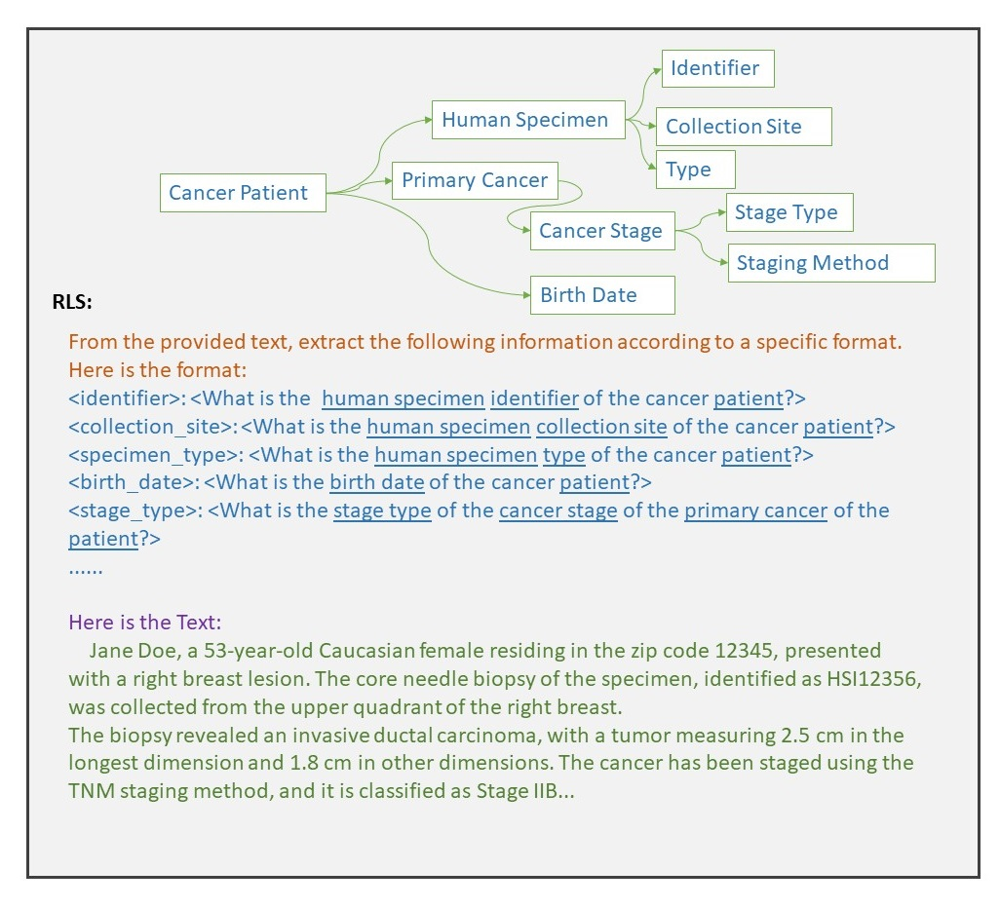 Identifier
Human Specimen
Collection Site
Type
Primary Cancer
Cancer Patient
Stage Type
Cancer Stage
Staging Method
Birth Date
RLS:
From the provided text, extract the following information according to a specific format.
Here is the format:
<identifier>: <What is the human specimen identifier of the cancer patient?>
<collection_site>: <What is the human specimen collection site of the cancer patient?>
<specimen_type>: <What is the human specimen type of the cancer patient?>
<birth_date>: <What is the birth date of the cancer patient?>
<stage_type>: <What is the stage type of the cancer stage of the primary cancer of the
patient?>
......
Here is the Text:
Jane Doe, a 53-year-old Caucasian female residing in the zip code 12345, presented
with a right breast lesion. The core needle biopsy of the specimen, identified as HSI12356,
was collected from the upper quadrant of the right breast.
The biopsy revealed an invasive ductal carcinoma, with a tumor measuring 2.5 cm in the
longest dimension and 1.8 cm in other dimensions. The cancer has been staged using the
TNM staging method, and it is classified as Stage IIB...